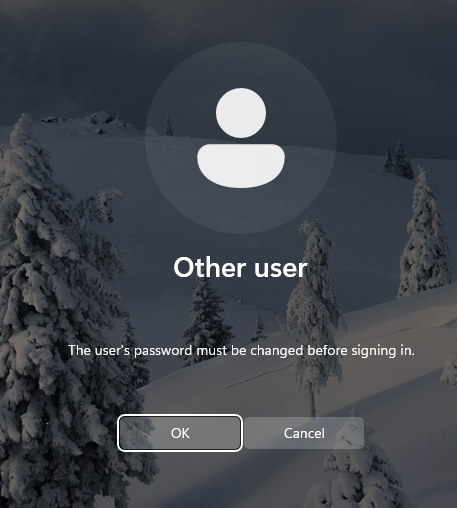 Other user
The user's password must be changed before signing in.
OK
Cancel